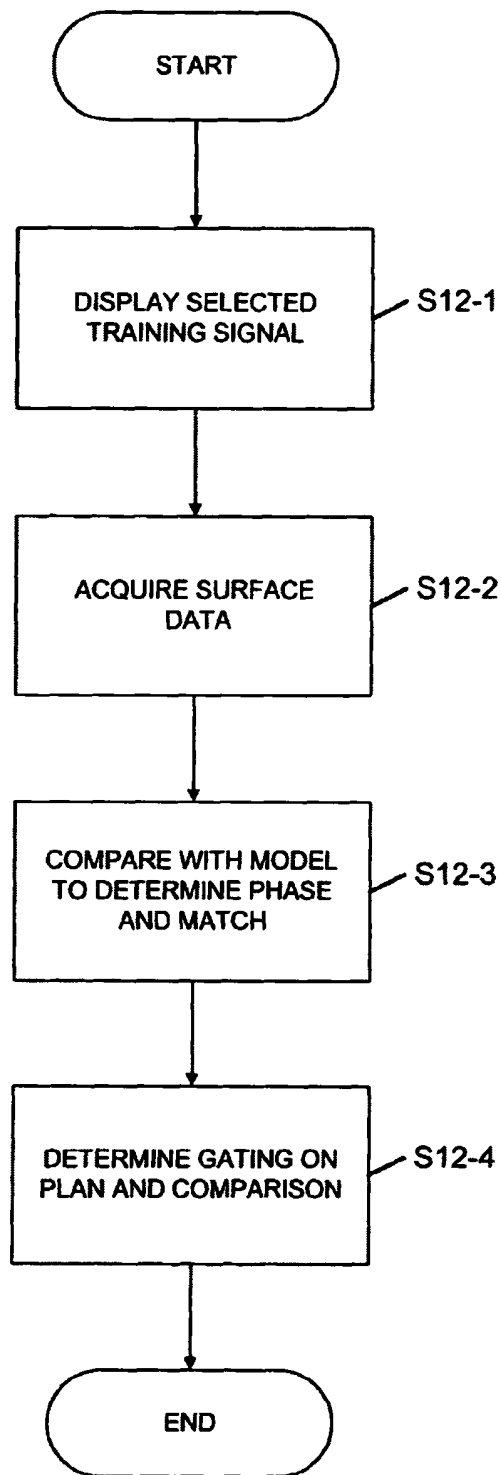 START
DISPLAY SELECTED
TRAINING SIGNAL
S12-1
ACQUIRE SURFACE
DATA
S12-2
COMPARE WITH MODEL
TO DETERMINE PHASE
AND MATCH
S12-3
DETERMINE GATING ON
PLAN AND COMPARISON
S12-4
END